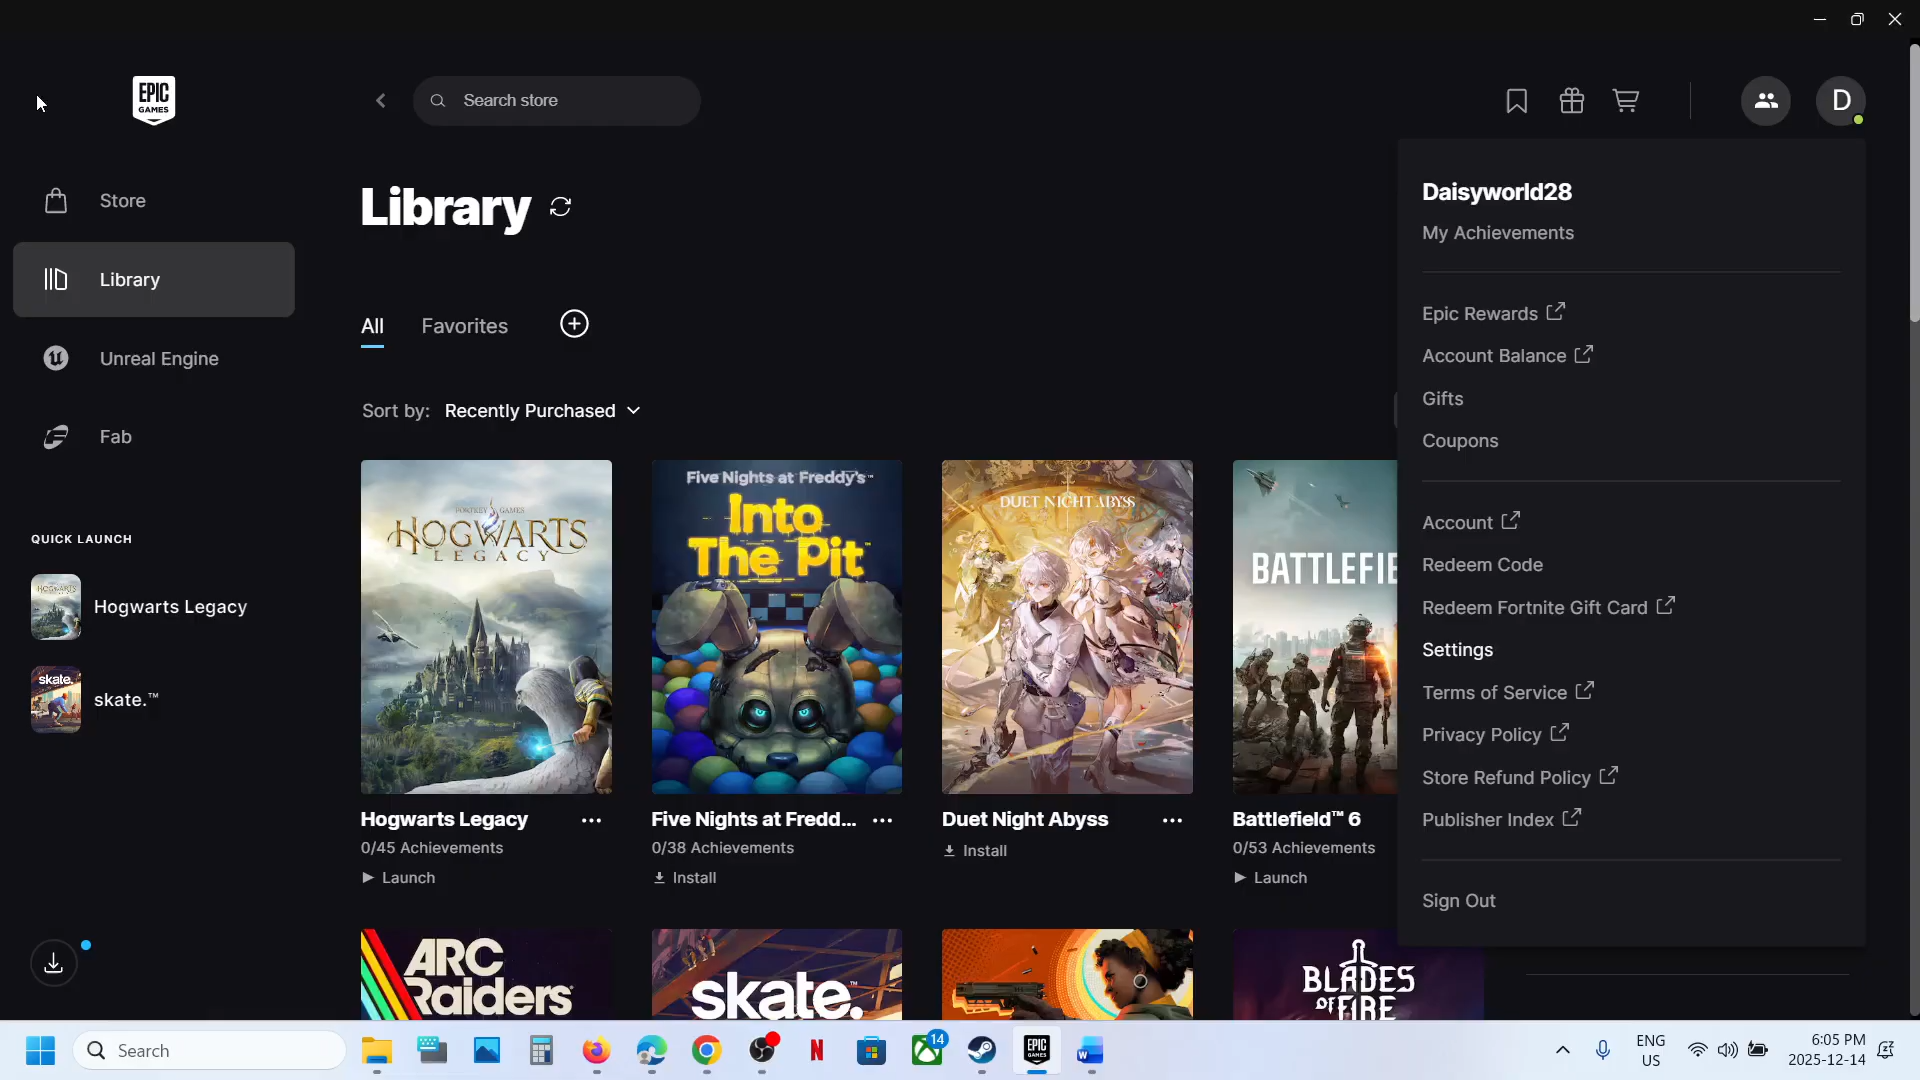 EPIC
GAMES
Search store
D
Store
Library
Unreal Engine
Fab
QUICK LAUNCH
Hogwarts Legacy
skate.™
Library
All
Favorites
Sort by: Recently Purchased
PORTKEY GAMES
HOGWARTS
LEGACY
Five Nights at Freddy's™
Into
The Pit
DUET NIGHT ABYSS
BATTLEFIE
Hogwarts Legacy
0/45 Achievements
Launch
Five Nights at Fredd...
0/38 Achievements
Install
Duet Night Abyss
Install
Battlefield™ 6
0/53 Achievements
Launch
ARC
Raiders
skate.
BLADES
OF FIRE
Daisyworld28
My Achievements
Epic Rewards
Account Balance
Gifts
Coupons
Account
Redeem Code
Redeem Fortnite Gift Card
Settings
Terms of Service
Privacy Policy
Store Refund Policy
Publisher Index
Sign Out
Search
14
ENG
US
6:05 PM
2025-12-14